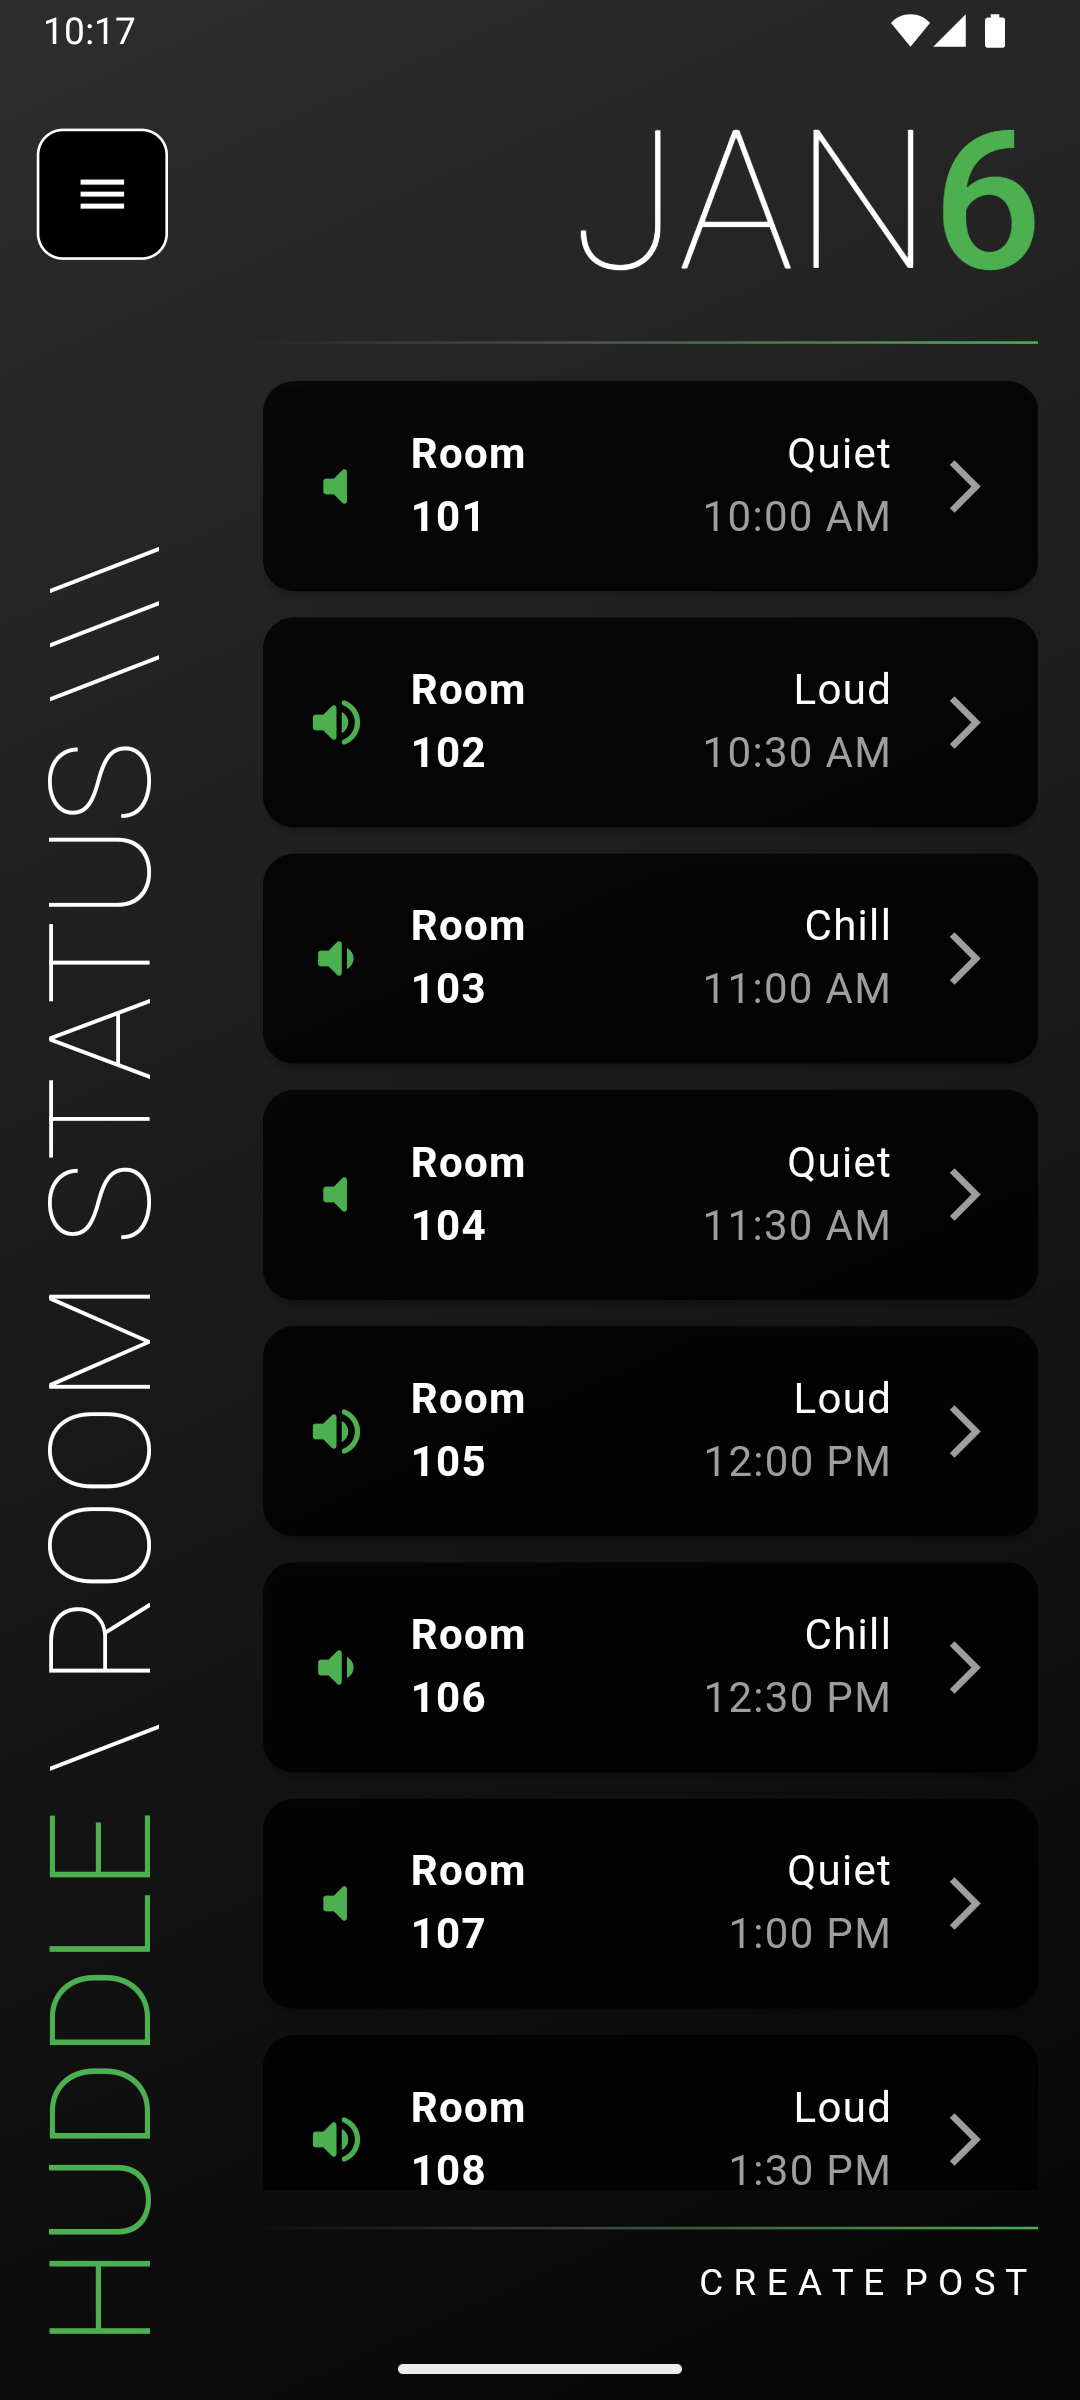 10:17
JAN6
HUDDLE \ ROOM STATUS \\\
Room
101
Quiet
10:00 AM
Room
102
Loud
10:30 AM
Room
103
Chill
11:00 AM
Room
104
Quiet
11:30 AM
Room
105
Loud
12:00 PM
Room
106
Chill
12:30 PM
Room
107
Quiet
1:00 PM
Room
108
Loud
1:30 PM
CREATE POST